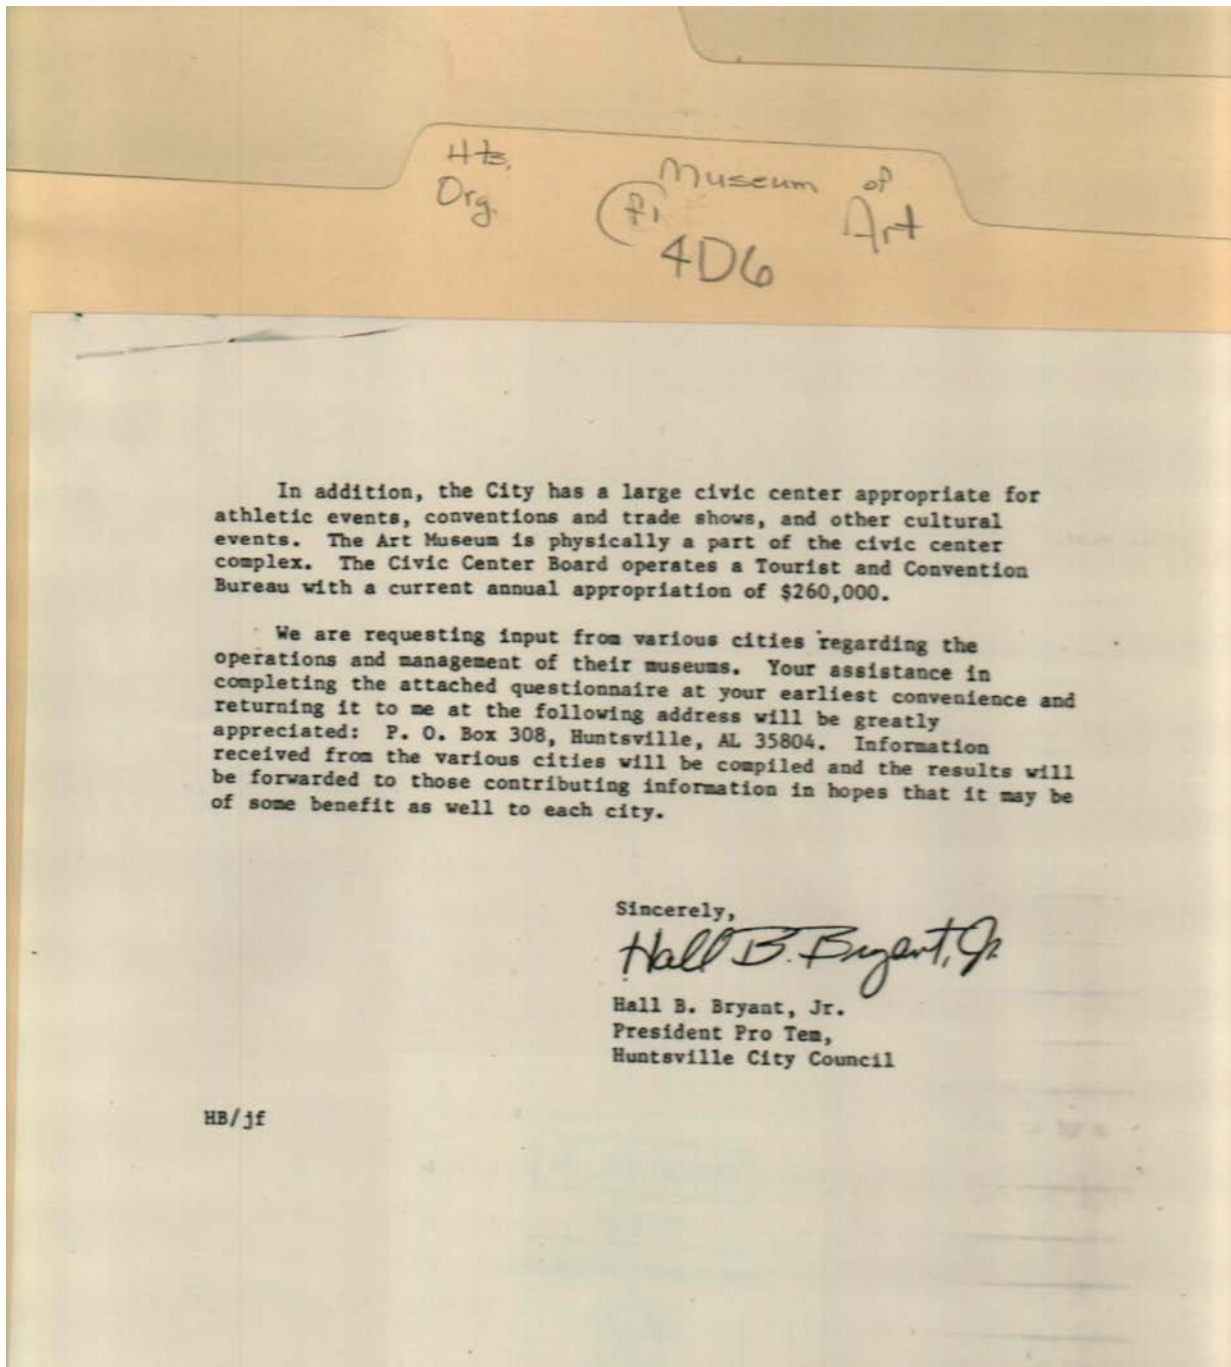 Hts. Museum of
Org. f1 Art
4D6
In addition, the City has a large civic center appropriate for
athletic events, conventions and trade shows, and other cultural
events. The Art Museum is physically a part of the civic center
complex. The Civic Center Board operates a Tourist and Convention
Bureau with a current annual appropriation of $260,000.
We are requesting input from various cities regarding the
operations and management of their museums. Your assistance in
completing the attached questionnaire at your earliest convenience and
returning it to me at the following address will be greatly
appreciated: P. O. Box 308, Huntsville, AL 35804. Information
received from the various cities will be compiled and the results will
be forwarded to those contributing information in hopes that it may be
of some benefit as well to each city.
Sincerely,
Hall B. Bryant, Jr
Hall B. Bryant, Jr.
President Pro Tem,
Huntsville City Council
HB/jf